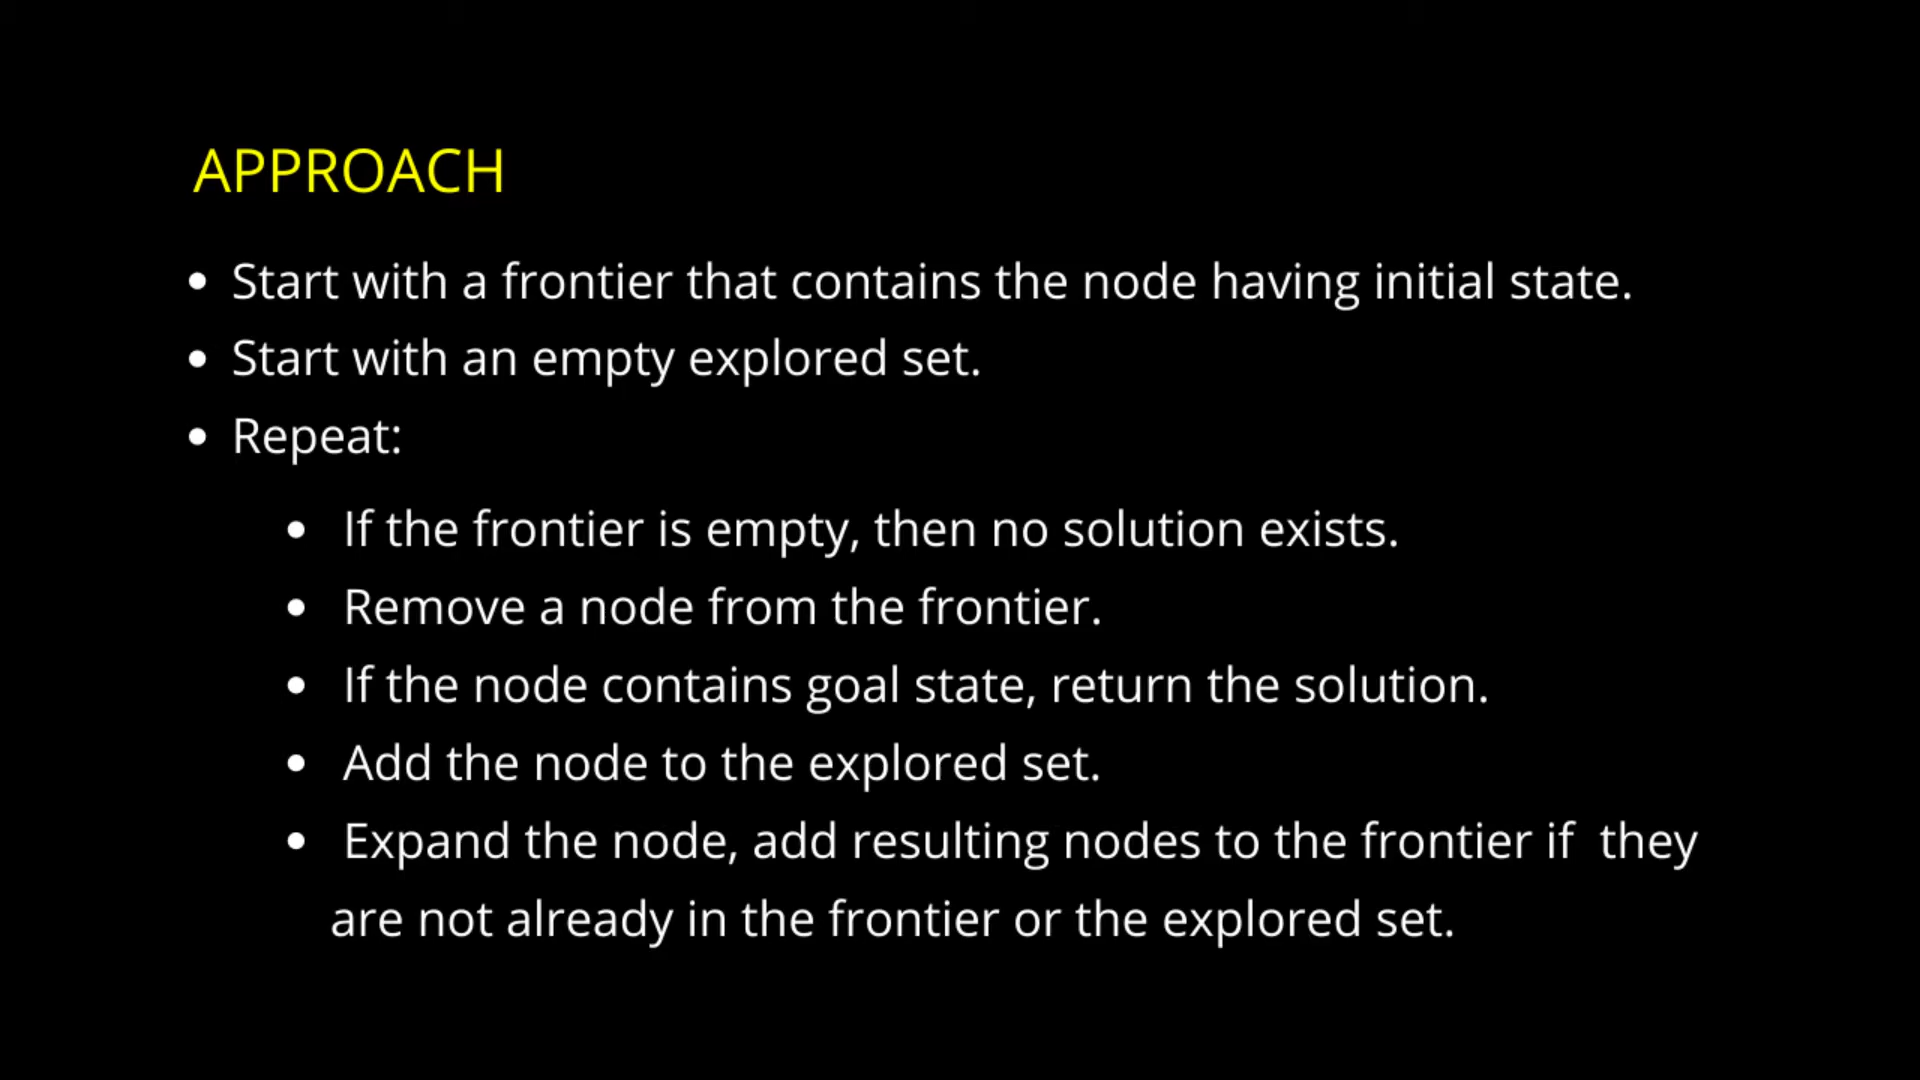 APPROACH
• Start with a frontier that contains the node having initial state.
• Start with an empty explored set.
• Repeat:
• If the frontier is empty, then no solution exists.
• Remove a node from the frontier.
• If the node contains goal state, return the solution.
• Add the node to the explored set.
• Expand the node, add resulting nodes to the frontier if  they
are not already in the frontier or the explored set.